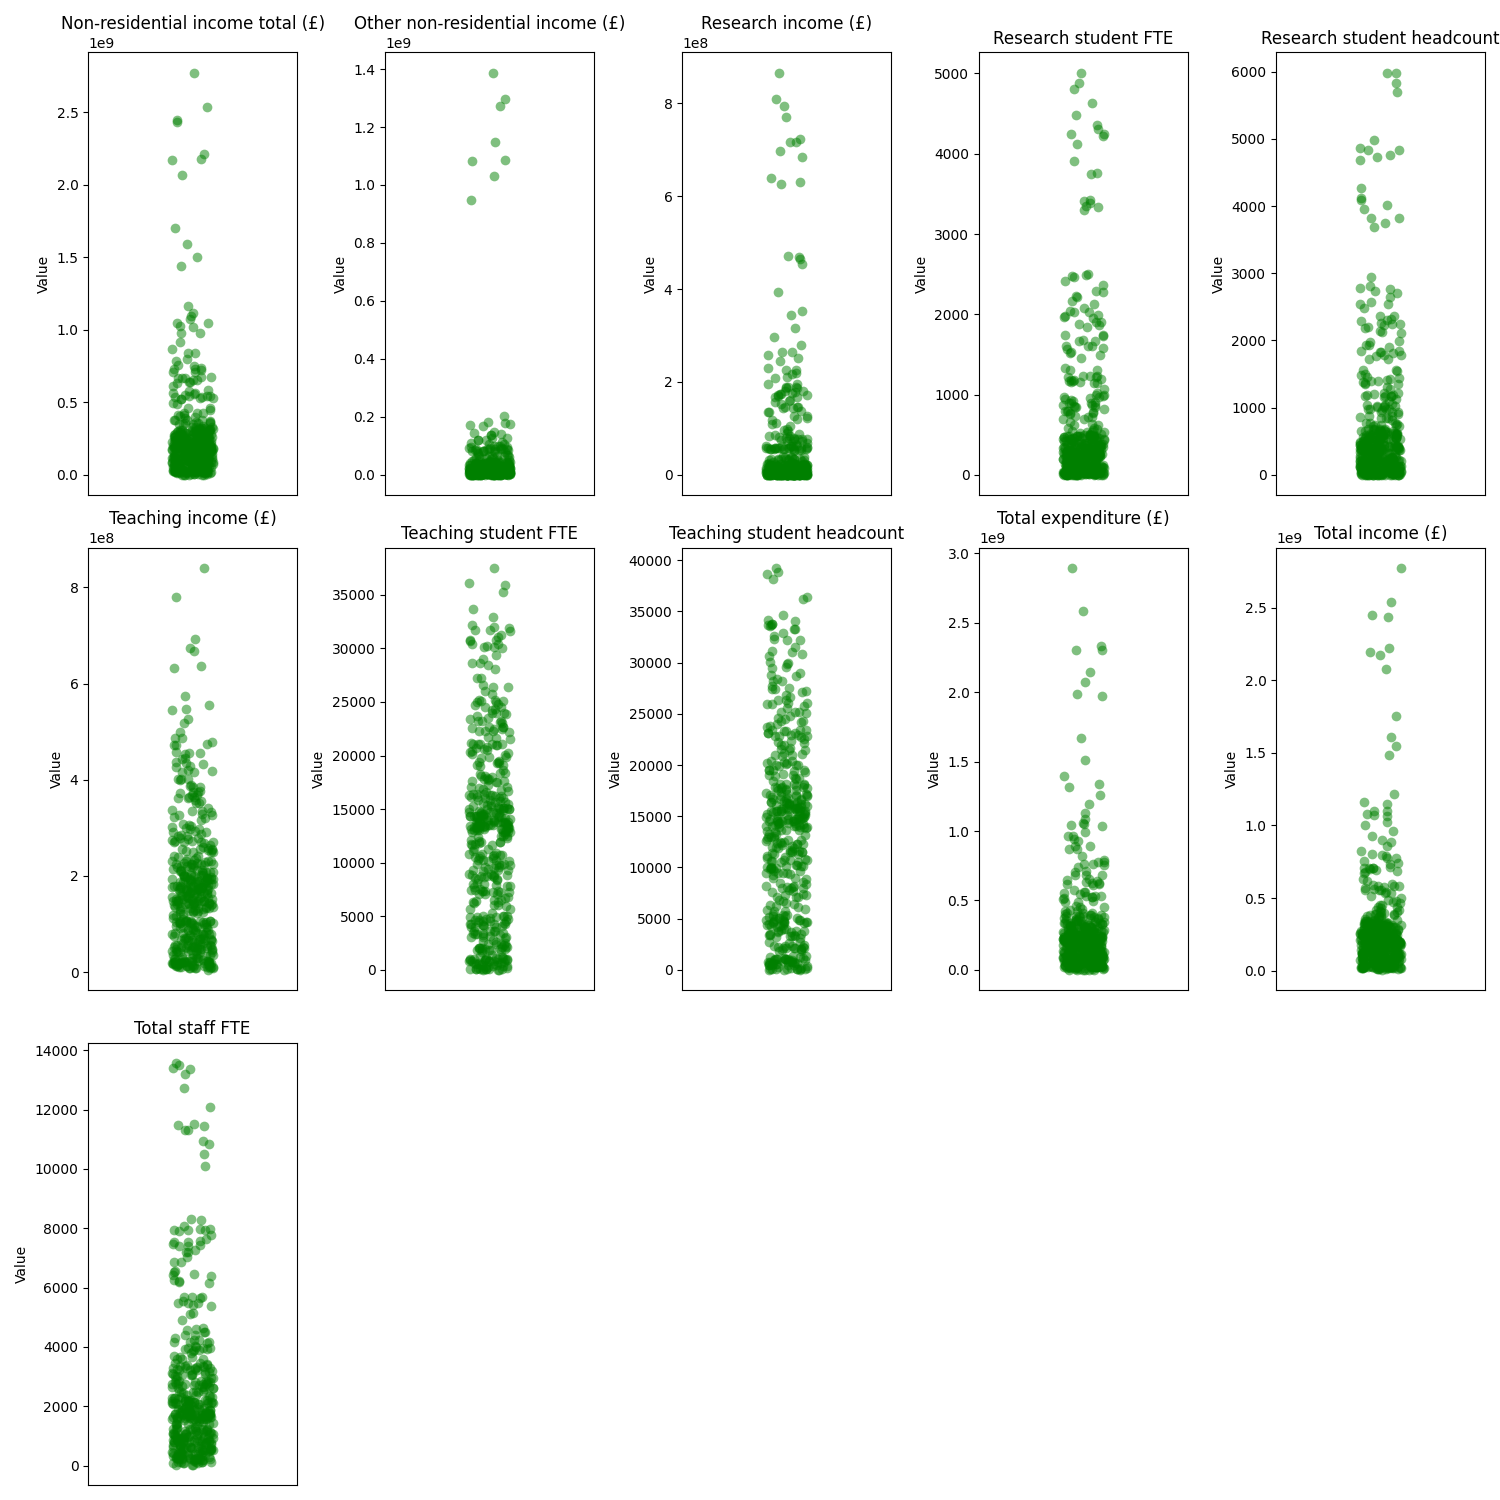 Non-residential income total (£)
1e9
Value
2.5
2.0
1.5
1.0
0.5
0.0
Other non-residential income (£)
1e9
Value
1.4
1.2
1.0
0.8
0.6
0.4
0.2
0.0
Research income (£)
1e8
Value
8
6
4
2
0
Research student FTE
Value
5000
4000
3000
2000
1000
0
Research student headcount
Value
6000
5000
4000
3000
2000
1000
0
Teaching income (£)
1e8
Value
8
6
4
2
0
Teaching student FTE
Value
35000
30000
25000
20000
15000
10000
5000
0
Teaching student headcount
Value
40000
35000
30000
25000
20000
15000
10000
5000
0
Total expenditure (£)
1e9
Value
3.0
2.5
2.0
1.5
1.0
0.5
0.0
Total income (£)
1e9
Value
2.5
2.0
1.5
1.0
0.5
0.0
Total staff FTE
Value
14000
12000
10000
8000
6000
4000
2000
0